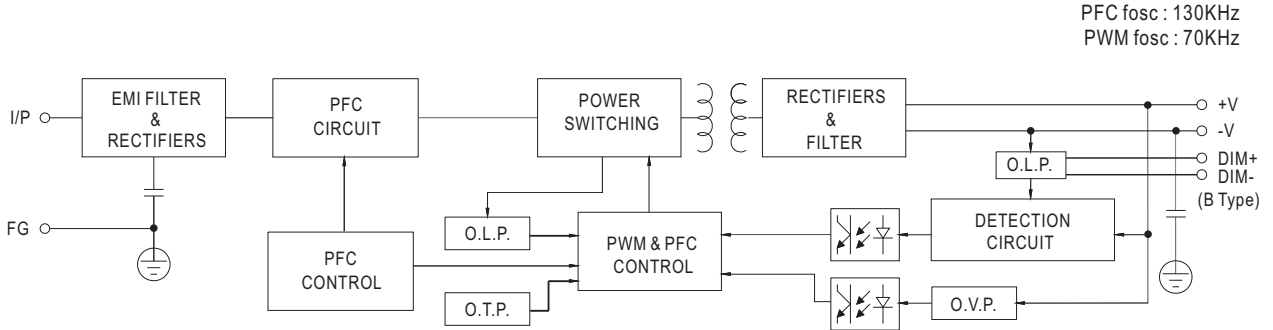 PFC fosc : 130KHz
PWM fosc : 70KHz
I/P
EMI FILTER
&
RECTIFIERS
PFC
CIRCUIT
POWER
SWITCHING
RECTIFIERS
&
FILTER
+V
-V
O.L.P.
DIM+
DIM-
(B Type)
FG
PFC
CONTROL
O.L.P.
O.T.P.
PWM & PFC
CONTROL
DETECTION
CIRCUIT
O.V.P.